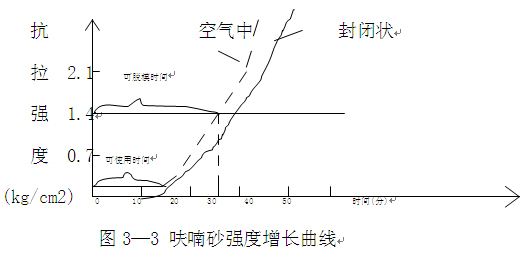 抗 空气中 封闭状
拉 2.1 可脱模时间
强 1.4
度 0.7 可使用时间
(kg/cm2) 0 10 20 30 40 50 时间(分)
图 3—3 呋喃砂强度增长曲线